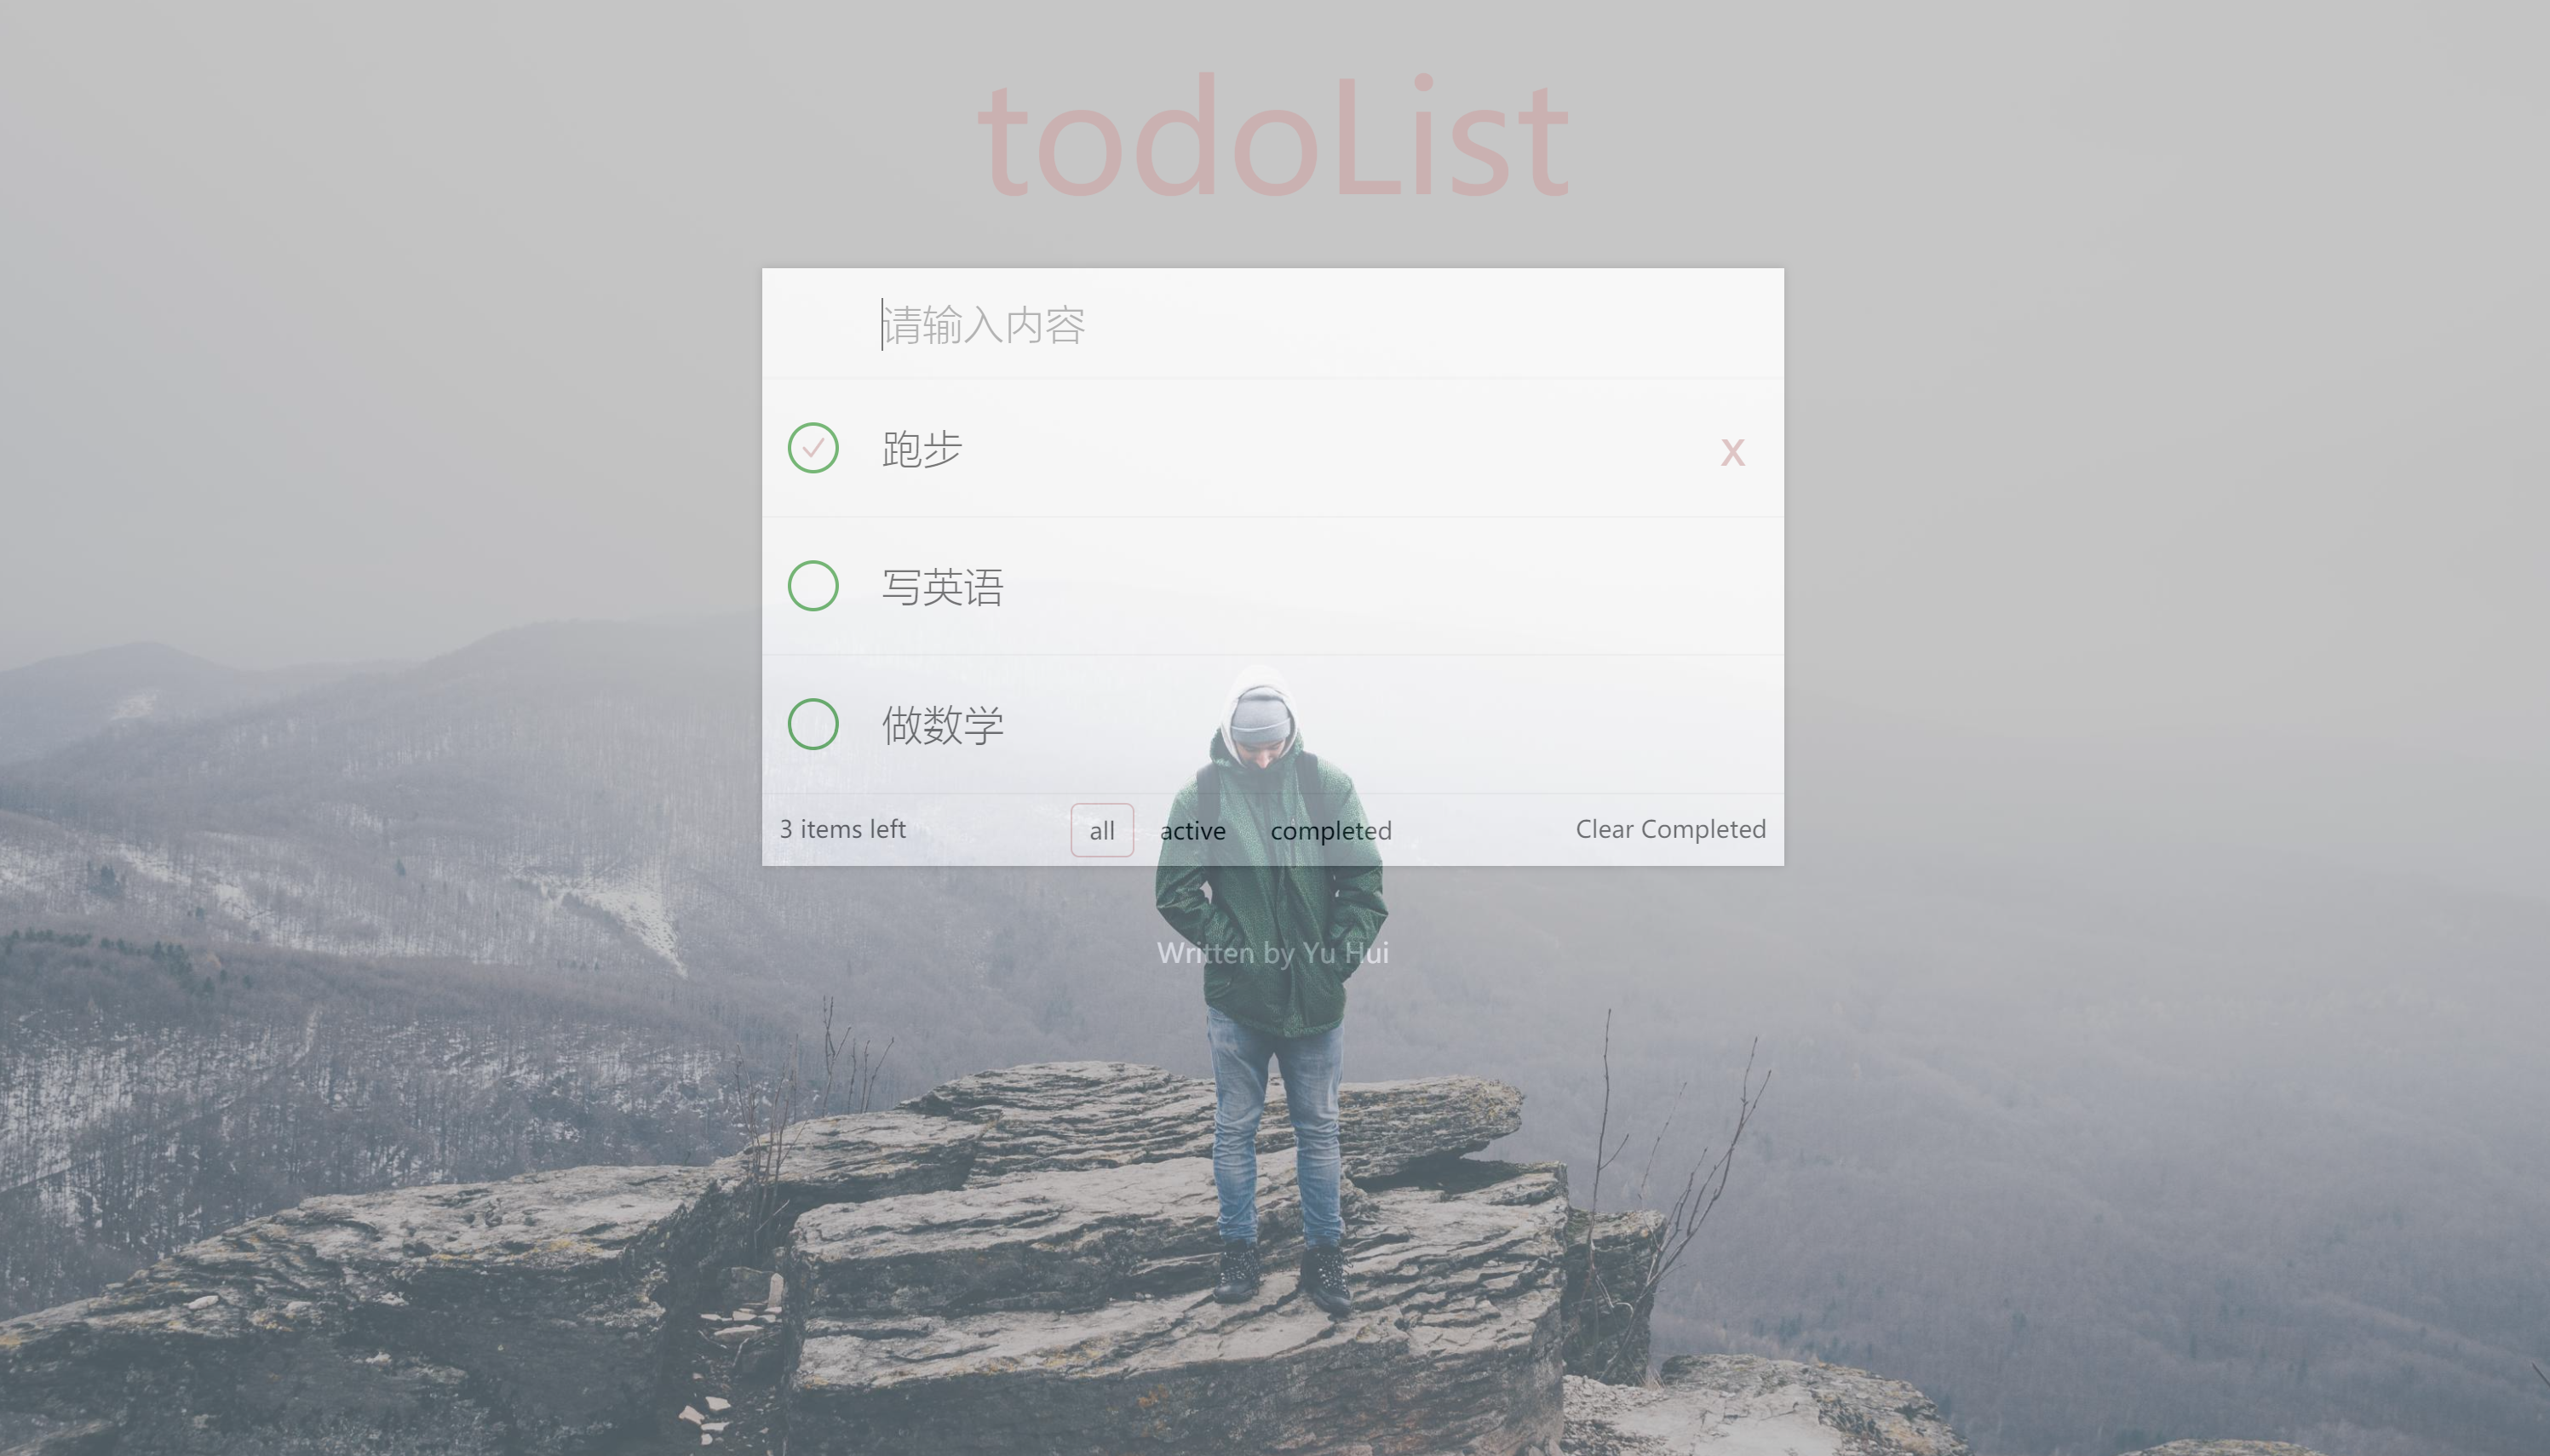 todoList
请输入内容
跑步 x
写英语
做数学
3 items left all active completed Clear Completed
Written by Yu Hui